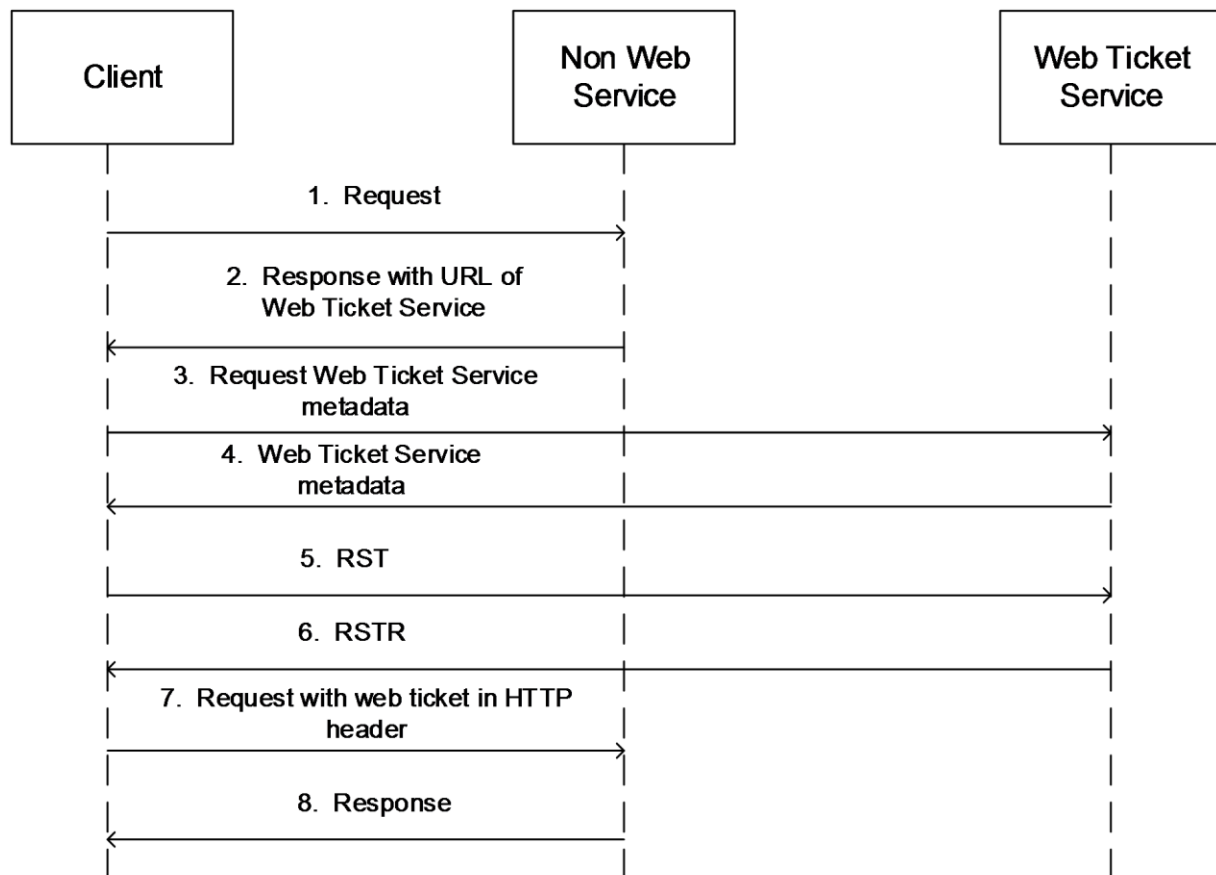 Client
Non Web
Service
Web Ticket
Service
1. Request
2. Response with URL of
Web Ticket Service
3. Request Web Ticket Service
metadata
4. Web Ticket Service
metadata
5. RST
6. RSTR
7. Request with web ticket in HTTP
header
8. Response